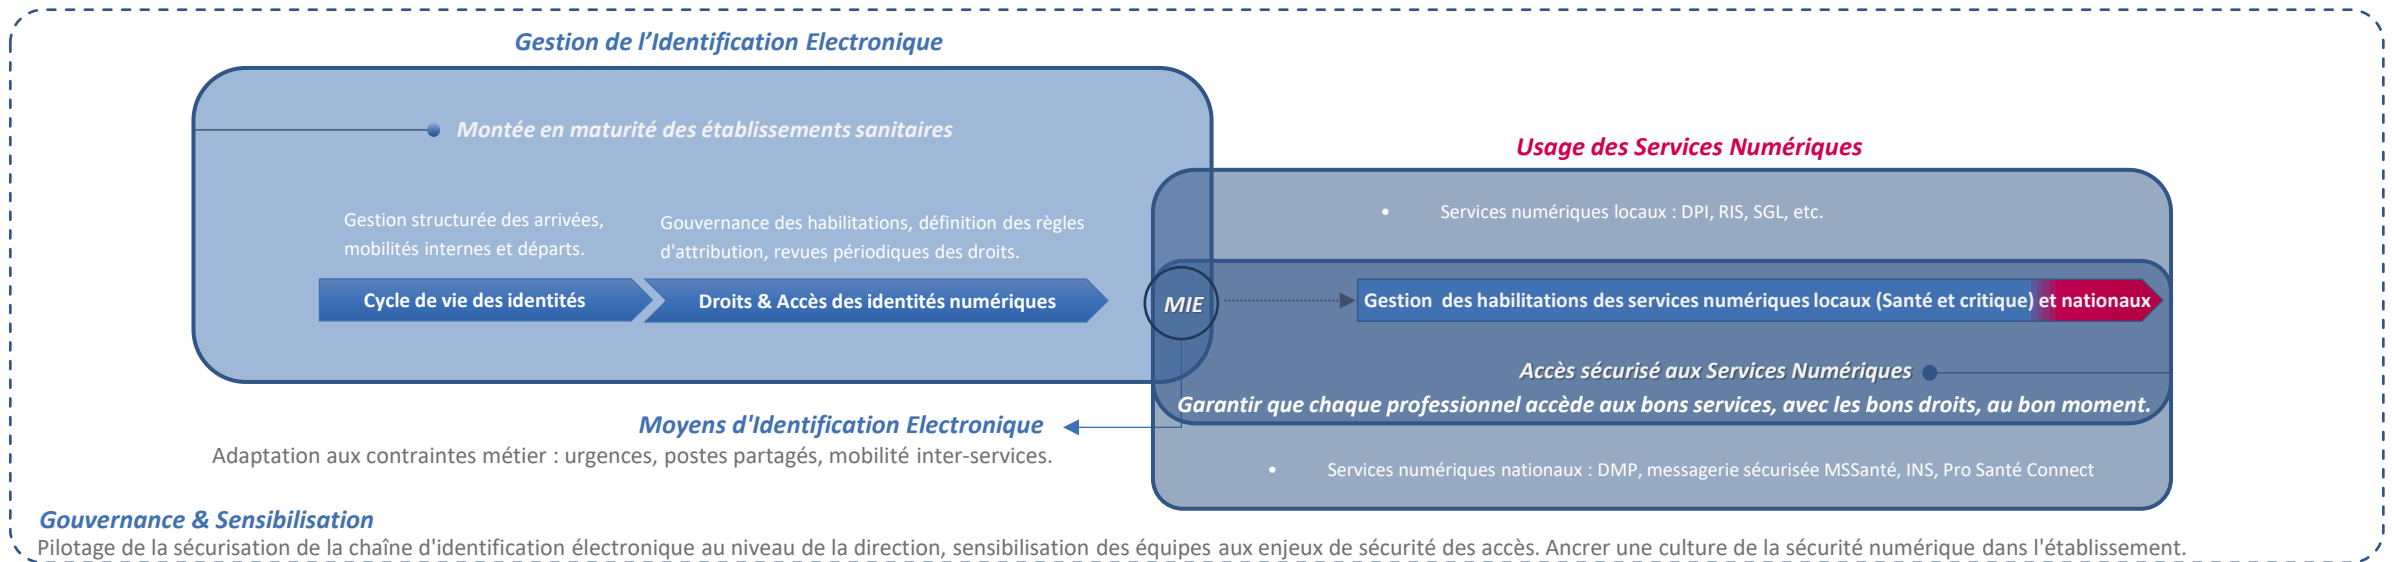 Gestion de l’Identification Electronique
Montée en maturité des établissements sanitaires
Gestion structurée des arrivées,
mobilités internes et départs.
Gouvernance des habilitations, définition des règles
d'attribution, revues périodiques des droits.
Cycle de vie des identités
Droits & Accès des identités numériques
MIE
Usage des Services Numériques
• Services numériques locaux : DPI, RIS, SGL, etc.
Gestion des habilitations des services numériques locaux (Santé et critique) et nationaux
Accès sécurisé aux Services Numériques
Garantir que chaque professionnel accède aux bons services, avec les bons droits, au bon moment.
• Services numériques nationaux : DMP, messagerie sécurisée MSSanté, INS, Pro Santé Connect
Moyens d'Identification Electronique
Adaptation aux contraintes métier : urgences, postes partagés, mobilité inter-services.
Gouvernance & Sensibilisation
Pilotage de la sécurisation de la chaîne d'identification électronique au niveau de la direction, sensibilisation des équipes aux enjeux de sécurité des accès. Ancrer une culture de la sécurité numérique dans l'établissement.